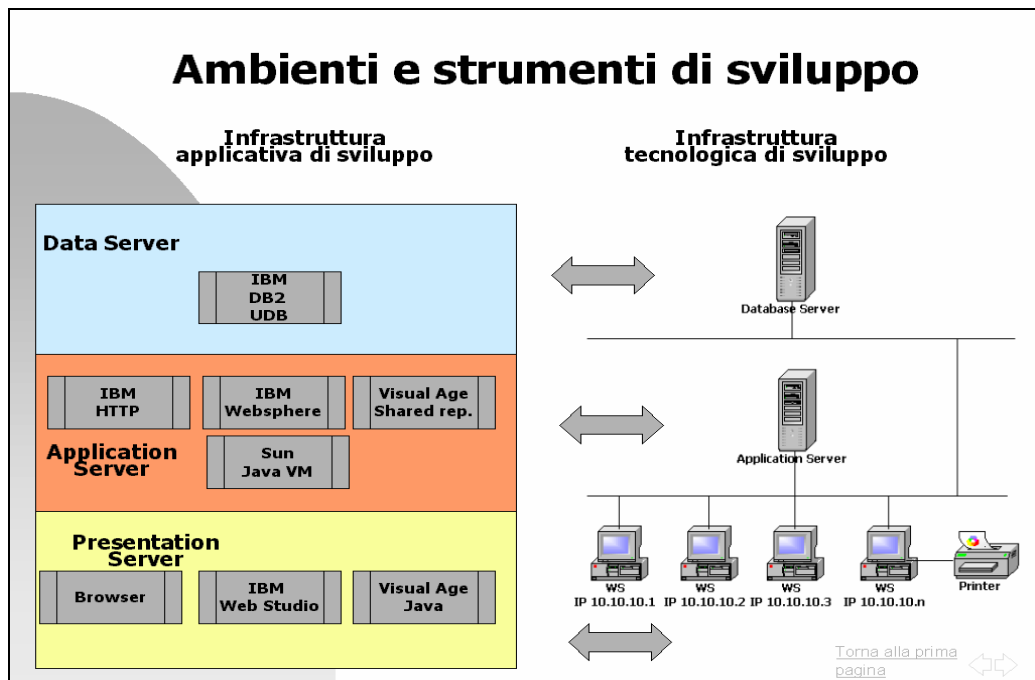 Ambienti e strumenti di sviluppo
Infrastruttura
applicativa di sviluppo
Infrastruttura
tecnologica di sviluppo
Data Server
IBM
DB2
UDB
Database Server
IBM
HTTP
IBM
Websphere
Visual Age
Shared rep.
Application
Server
Sun
Java VM
Application Server
Presentation
Server
Browser
IBM
Web Studio
Visual Age
Java
WS
IP 10.10.10.1
WS
IP 10.10.10.2
WS
IP 10.10.10.3
WS
IP 10.10.10.n
Printer
Torna alla prima
pagina